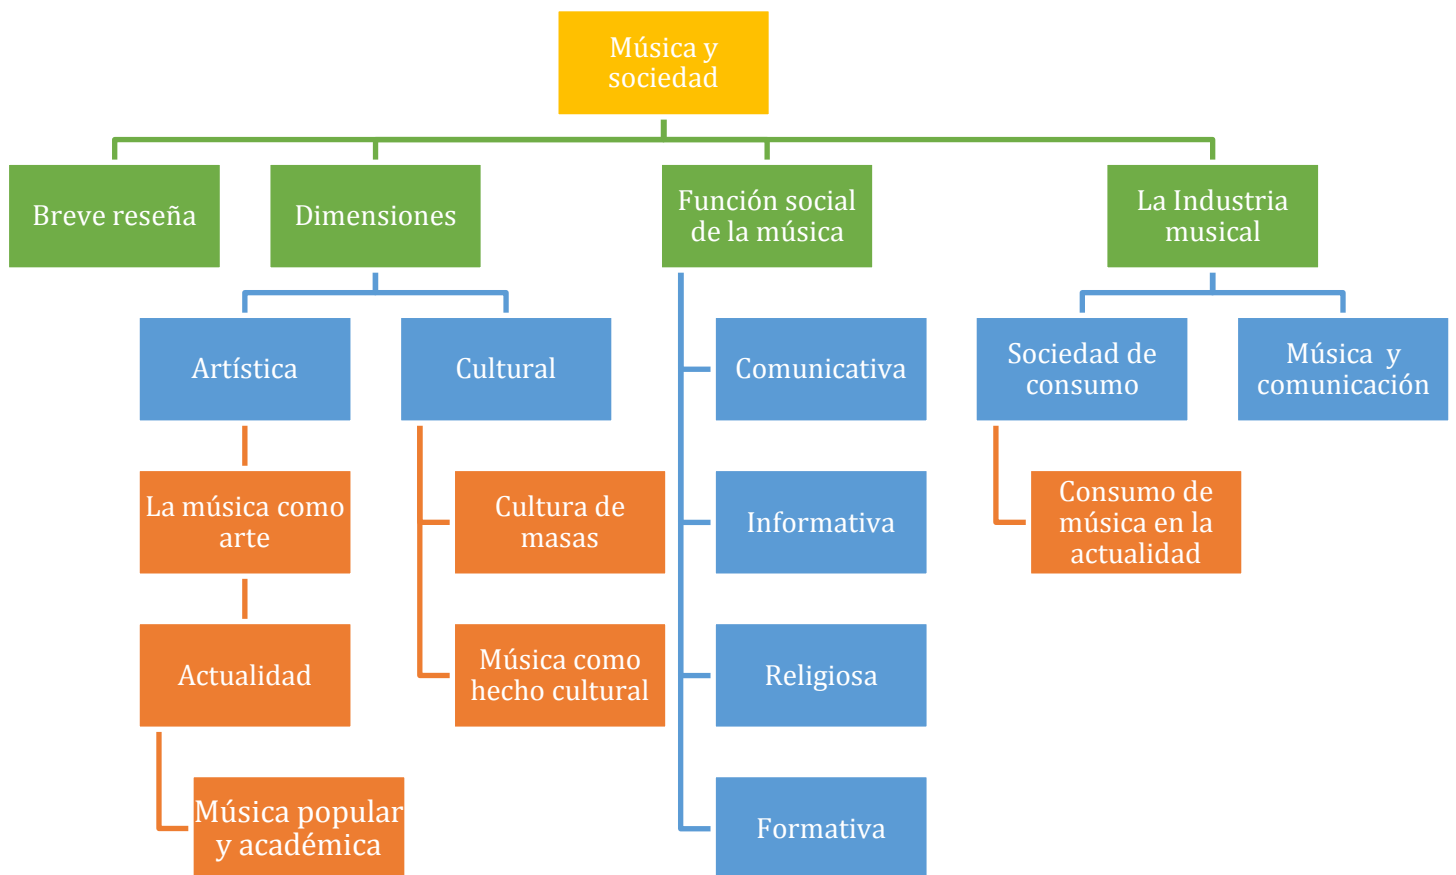 Música y
sociedad
Breve reseña
Dimensiones
Función social
de la música
La Industria
musical
Artística
Cultural
Comunicativa
Sociedad de
consumo
Música  y
comunicación
La música como
arte
Cultura de
masas
Informativa
Consumo de
música en la
actualidad
Actualidad
Música como
hecho cultural
Religiosa
Música popular
y académica
Formativa